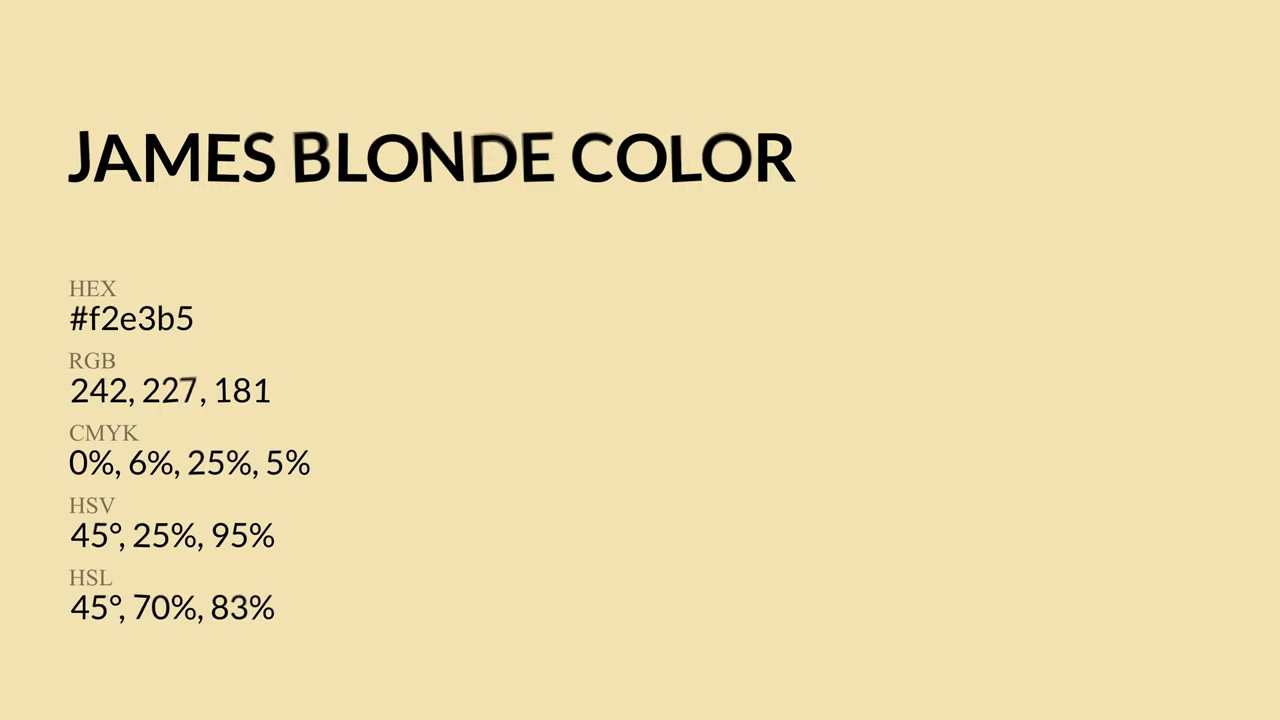 JAMES BLONDE COLOR
HEX
#f2e3b5
RGB
242, 227, 181
CMYK
0%, 6%, 25%, 5%
HSV
45°, 25%, 95%
HSL
45°, 70%, 83%